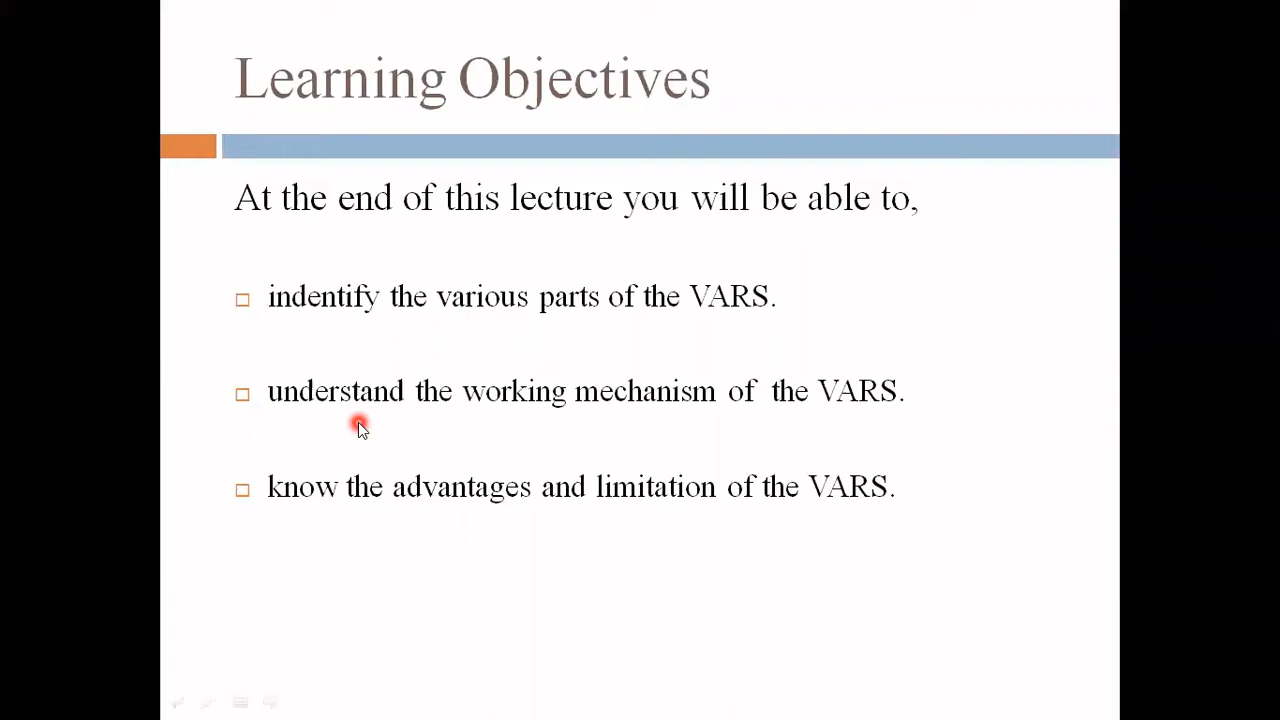 Learning Objectives
At the end of this lecture you will be able to,
indentify the various parts of the VARS.
understand the working mechanism of the VARS.
know the advantages and limitation of the VARS.